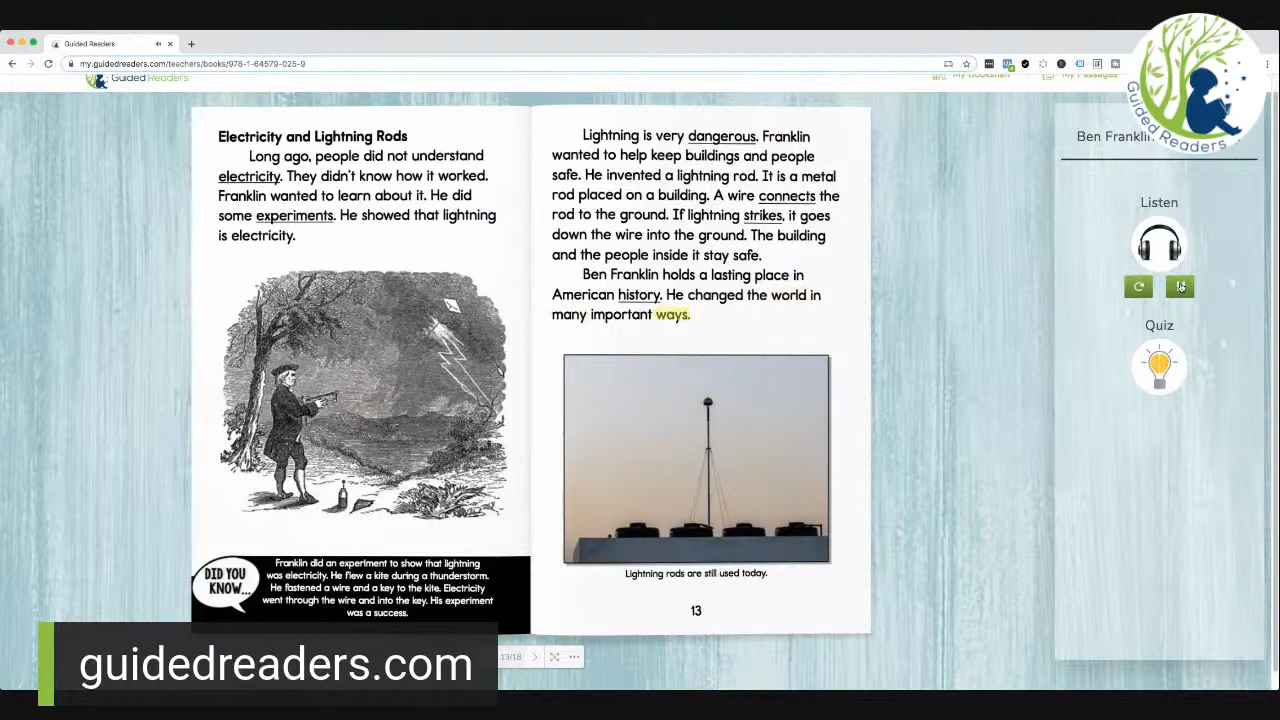 Guided Readers
my.guidedreaders.com/teachers/books/978-1-64579-025-9
Guided Readers
My Bookshelf
My Passages
Guided Readers
Electricity and Lightning Rods
Long ago, people did not understand
electricity. They didn't know how it worked.
Franklin wanted to learn about it. He did
some experiments. He showed that lightning
is electricity.
DID YOU
KNOW...
Franklin did an experiment to show that lightning
was electricity. He flew a kite during a thunderstorm.
He fastened a wire and a key to the kite. Electricity
went through the wire and into the key. His experiment
was a success.
Lightning is very dangerous. Franklin
wanted to help keep buildings and people
safe. He invented a lightning rod. It is a metal
rod placed on a building. A wire connects the
rod to the ground. If lightning strikes, it goes
down the wire into the ground. The building
and the people inside it stay safe.
Ben Franklin holds a lasting place in
American history. He changed the world in
many important ways.
Lightning rods are still used today.
13
Ben Franklin
Listen
Quiz
13/18
guidedreaders.com